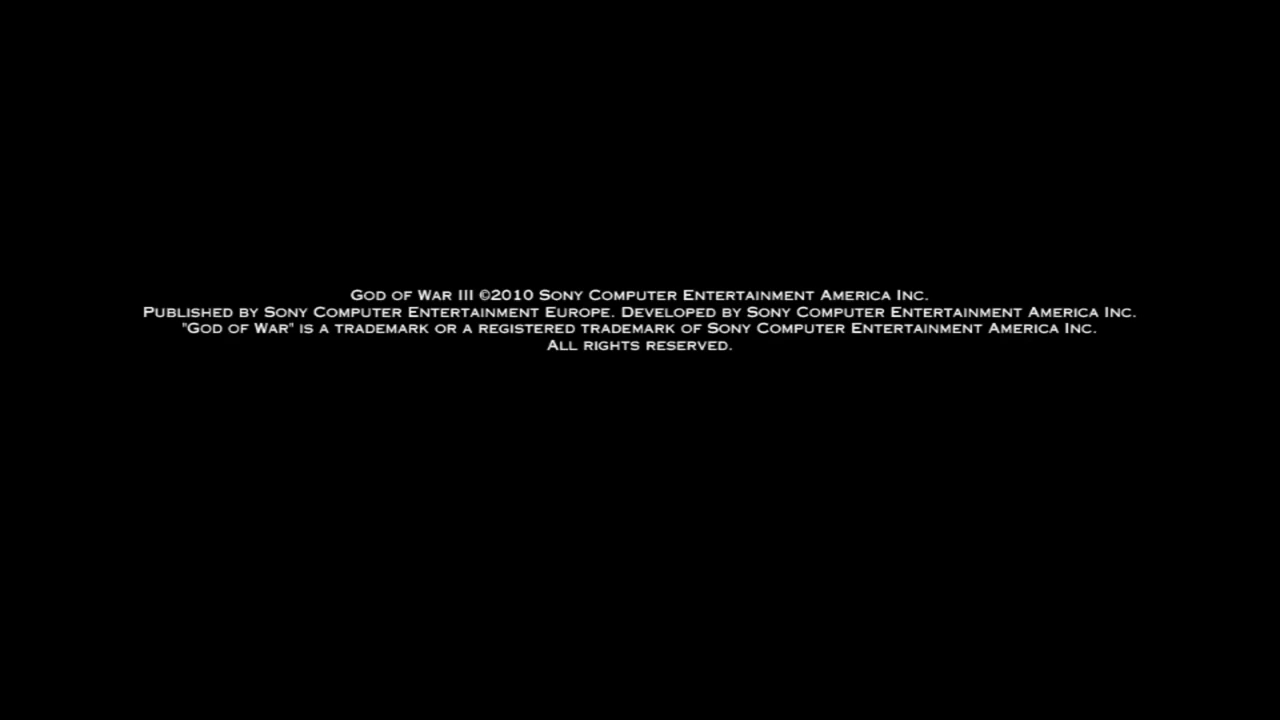 God of War III ©2010 Sony Computer Entertainment America Inc.
Published by Sony Computer Entertainment Europe. Developed by Sony Computer Entertainment America Inc.
"God of War" is a trademark or a registered trademark of Sony Computer Entertainment America Inc.
All rights reserved.